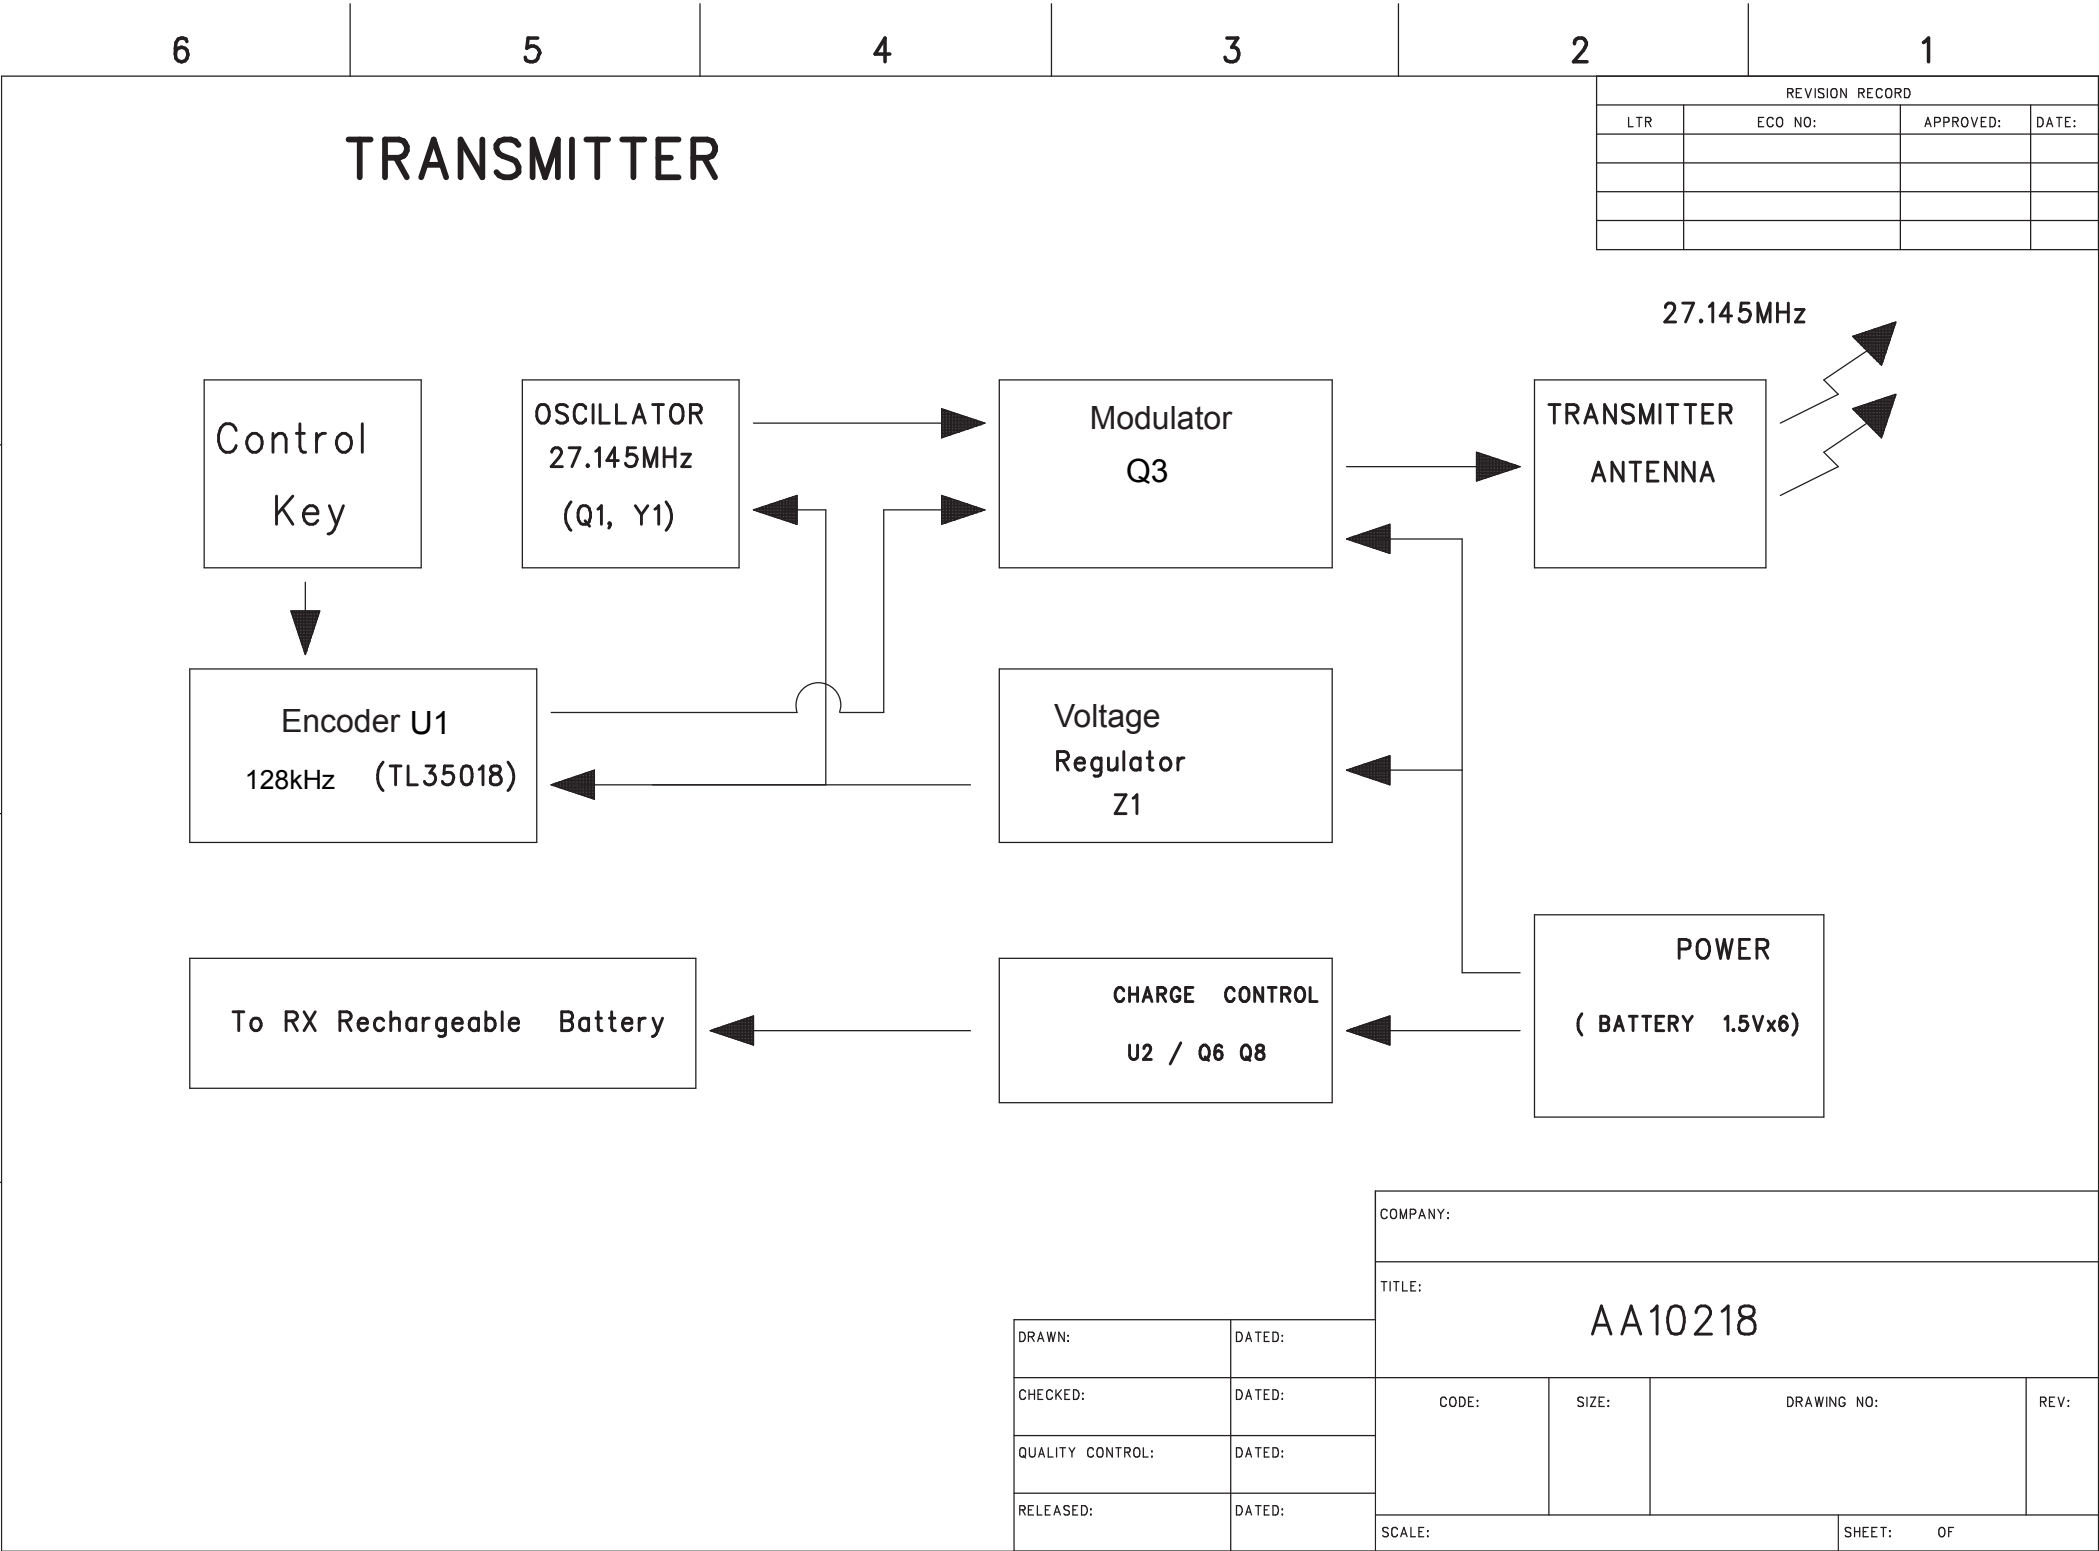 6 5 4 3 2 1
REVISION RECORD
LTR ECO NO: APPROVED: DATE:
TRANSMITTER
27.145MHz
Control
Key
OSCILLATOR
27.145MHz
(Q1, Y1)
Modulator
Q3
TRANSMITTER
ANTENNA
Encoder U1
128kHz (TL35018)
Voltage
Regulator
Z1
To RX Rechargeable Battery
CHARGE CONTROL
U2 / Q6 Q8
POWER
( BATTERY 1.5Vx6)
COMPANY:
TITLE:
AA10218
DRAWN: DATED:
CHECKED: DATED:
QUALITY CONTROL: DATED:
RELEASED: DATED:
CODE: SIZE: DRAWING NO: REV:
SCALE: SHEET: OF